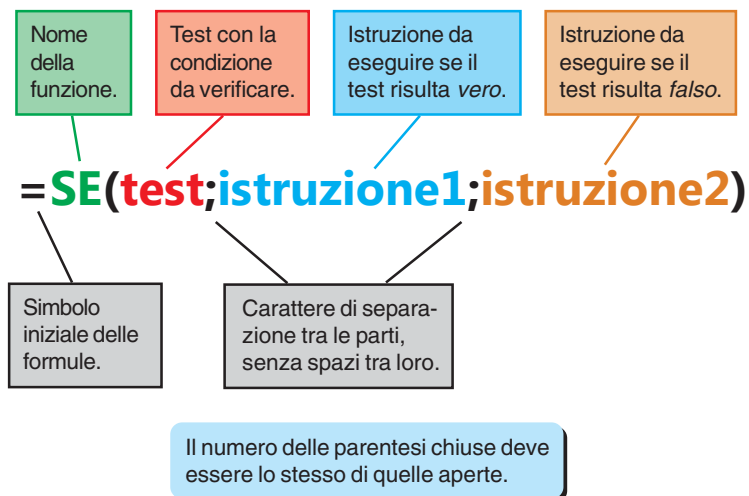 Nome
della
funzione.
Test con la
condizione
da verificare.
Istruzione da
eseguire se il
test risulta vero.
Istruzione da
eseguire se il
test risulta falso.
=SE(test;istruzione1;istruzione2)
Simbolo
iniziale delle
formule.
Carattere di separa-
zione tra le parti,
senza spazi tra loro.
Il numero delle parentesi chiuse deve
essere lo stesso di quelle aperte.